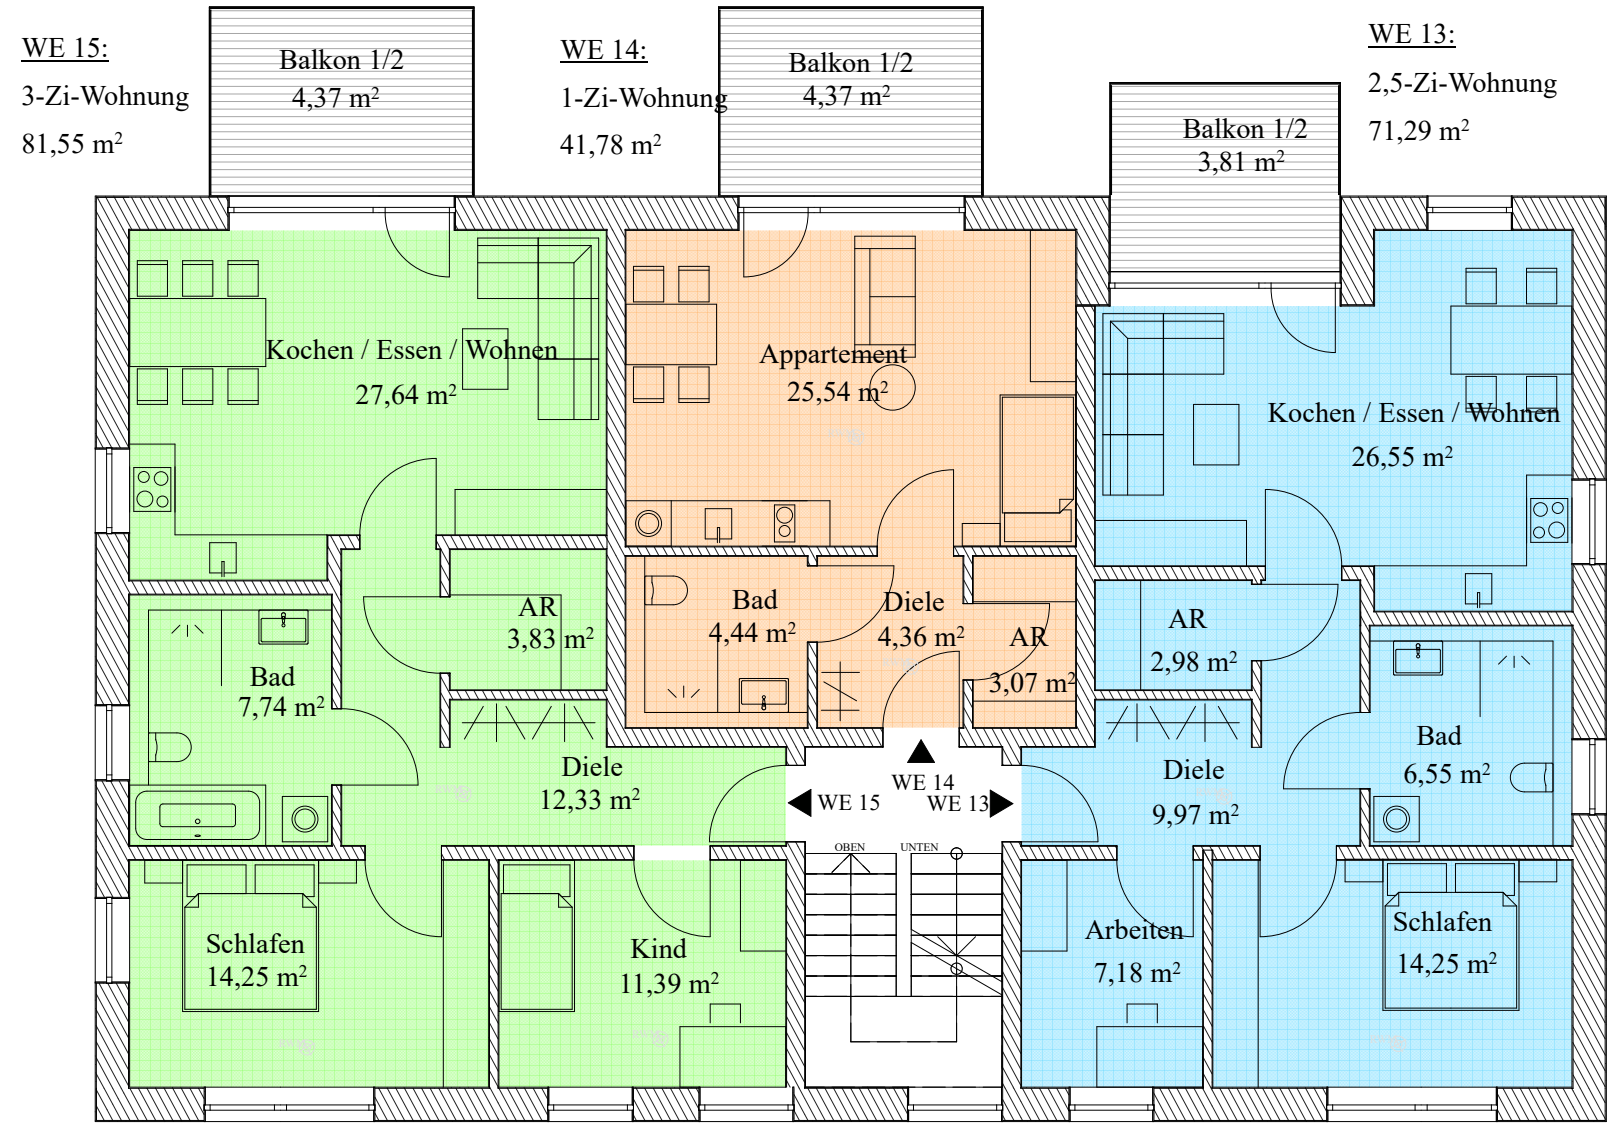 WE 15:
3-Zi-Wohnung
81,55 m²
Balkon 1/2
4,37 m²
WE 14:
1-Zi-Wohnung
41,78 m²
Balkon 1/2
4,37 m²
Balkon 1/2
3,81 m²
WE 13:
2,5-Zi-Wohnung
71,29 m²
Kochen / Essen / Wohnen
27,64 m²
Appartement
25,54 m²
Kochen / Essen / Wohnen
26,55 m²
AR
3,83 m²
Bad
7,74 m²
Bad
4,44 m²
Diele
4,36 m²
AR
3,07 m²
AR
2,98 m²
Bad
6,55 m²
Diele
12,33 m²
WE 15
WE 14
WE 13
Diele
9,97 m²
OBEN
UNTEN
Schlafen
14,25 m²
Kind
11,39 m²
Arbeiten
7,18 m²
Schlafen
14,25 m²